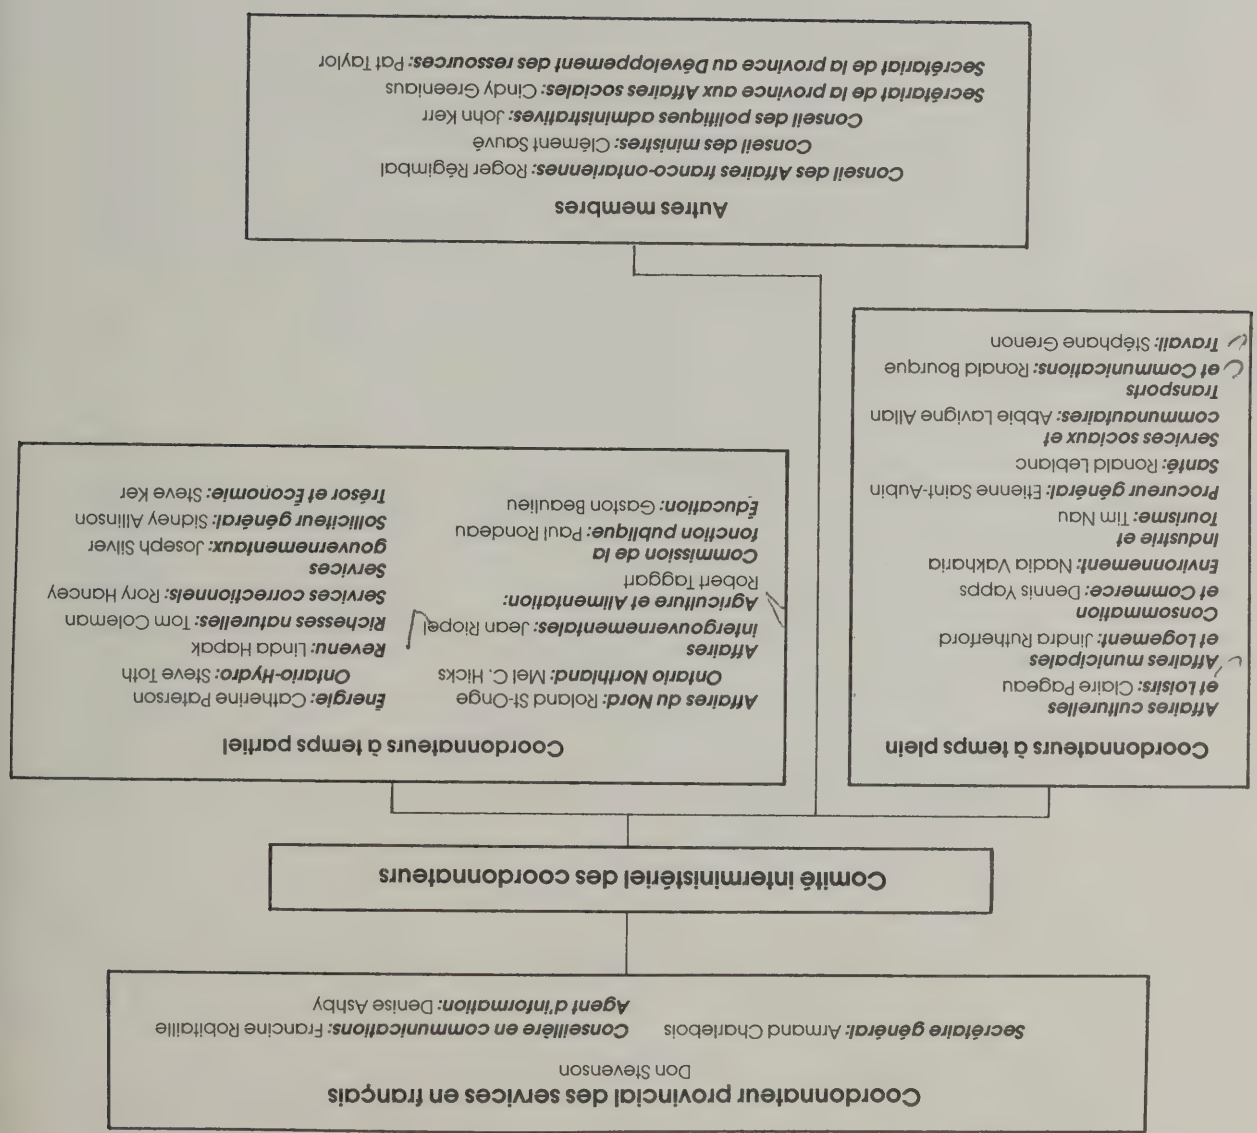 Coordonnateur provincial des services en français
Don Stevenson
Secrétaire général: Armand Charlebois
Conseillère en communications: Francine Robitaille
Agent d'information: Denise Ashby
Comité interministériel des coordonnateurs
Coordonnateurs à temps plein
Affaires culturelles
et Loisirs: Claire Pageau
Affaires municipales
et Logement: Jindra Rutherford
Consommation
et Commerce: Dennis Yapps
Environnement: Nadia Vakharia
Industrie et
Tourisme: Tim Nau
Procureur général: Etienne Saint-Aubin
Santé: Ronald Leblanc
Services sociaux et
communautaires: Abbie Lavigne Allan
Transports
et Communications: Ronald Bourque
Travail: Stéphane Grenon
Coordonnateurs à temps partiel
Affaires du Nord: Roland St-Onge
Ontario Northland: Mel C. Hicks
Affaires
intergouvernementales: Jean Riopel
Agriculture et Alimentation:
Robert Taggart
Commission de la
fonction publique: Paul Rondeau
Éducation: Gaston Beaulieu
Énergie: Catherine Paterson
Ontario-Hydro: Steve Toth
Revenu: Linda Hapak
Richesses naturelles: Tom Coleman
Services correctionnels: Rory Hancey
Services
gouvernementaux: Joseph Silver
Solliciteur général: Sidney Allinson
Trésor et Économie: Steve Ker
Autres membres
Conseil des Affaires franco-ontariennes: Roger Régimbal
Conseil des ministres: Clément Sauvé
Conseil des politiques administratives: John Kerr
Secrétariat de la province aux Affaires sociales: Cindy Greeniaus
Secrétariat de la province au Développement des ressources: Pat Taylor